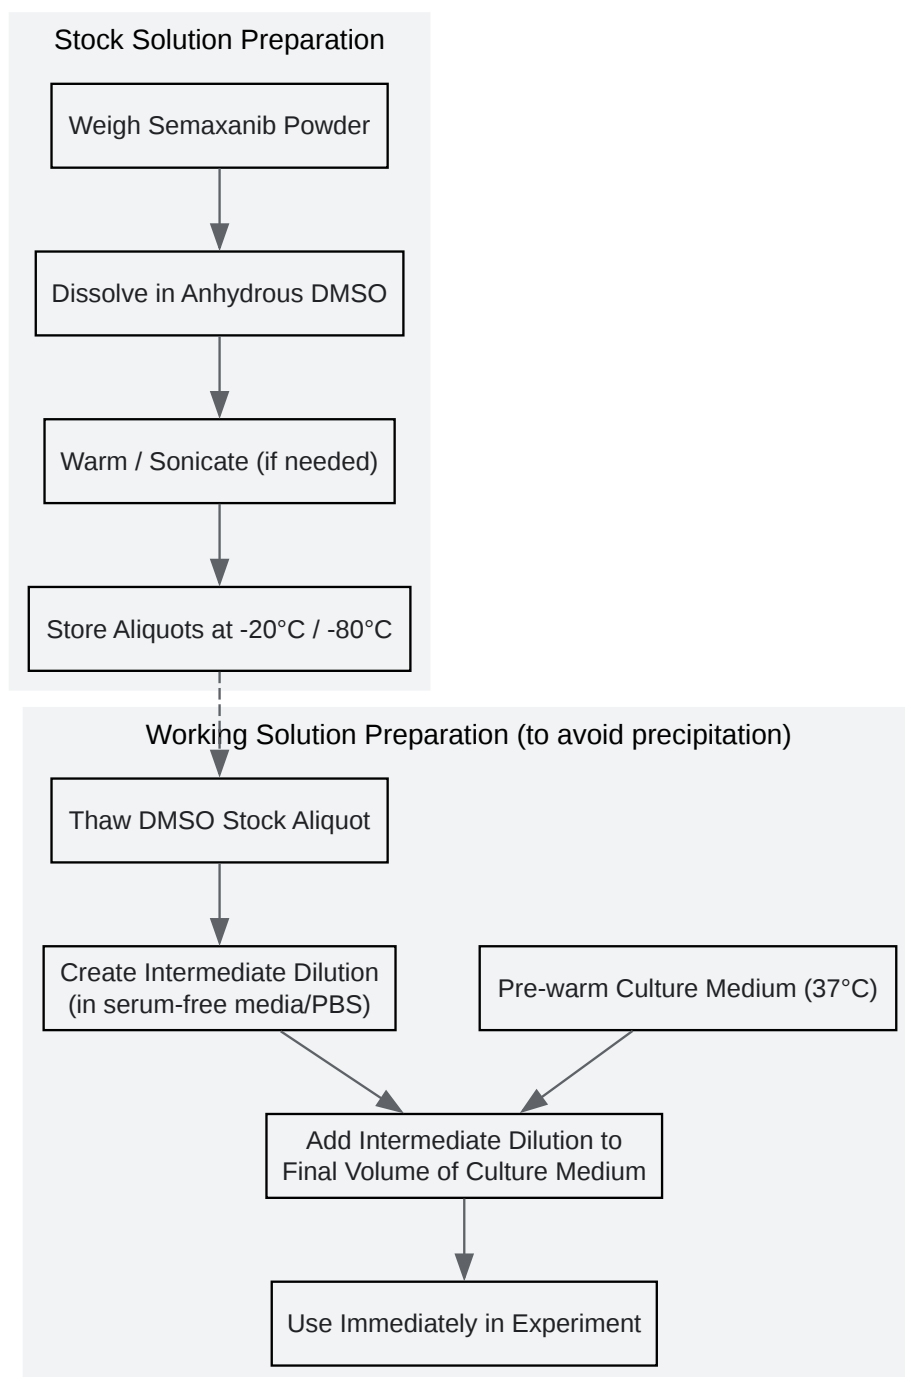 Stock Solution Preparation
Weigh Semaxanib Powder
Dissolve in Anhydrous DMSO
Warm / Sonicate (if needed)
Store Aliquots at -20°C / -80°C
Working Solution Preparation (to avoid precipitation)
Thaw DMSO Stock Aliquot
Create Intermediate Dilution
(in serum-free media/PBS)
Pre-warm Culture Medium (37°C)
Add Intermediate Dilution to
Final Volume of Culture Medium
Use Immediately in Experiment